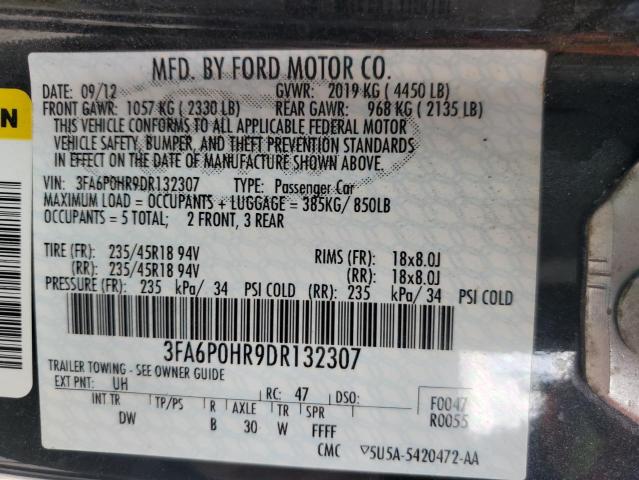 MFD. BY FORD MOTOR CO.
DATE: 09/12 GVWR: 2019 KG ( 4450 LB)
FRONT GAWR: 1057 KG ( 2330 LB) REAR GAWR: 968 KG ( 2135 LB)
THIS VEHICLE CONFORMS TO ALL APPLICABLE FEDERAL MOTOR
VEHICLE SAFETY, BUMPER, AND THEFT PREVENTION STANDARDS
IN EFFECT ON THE DATE OF MANUFACTURE SHOWN ABOVE.
VIN: 3FA6P0HR9DR132307 TYPE: Passenger Car
MAXIMUM LOAD = OCCUPANTS + LUGGAGE = 385KG/ 850LB
OCCUPANTS = 5 TOTAL; 2 FRONT, 3 REAR
TIRE (FR): 235/45R18 94V RIMS (FR): 18x8.0J
(RR): 235/45R18 94V (RR): 18x8.0J
PRESSURE (FR): 235 kPa/ 34 PSI COLD (RR): 235 kPa/ 34 PSI COLD
3FA6P0HR9DR132307
TRAILER TOWING - SEE OWNER GUIDE
EXT PNT: UH RC: 47 DSO: F0047
INT TR TP/PS R AXLE TR SPR R0055
DW B 30 W FFFF
CMC SU5A-5420472-AA